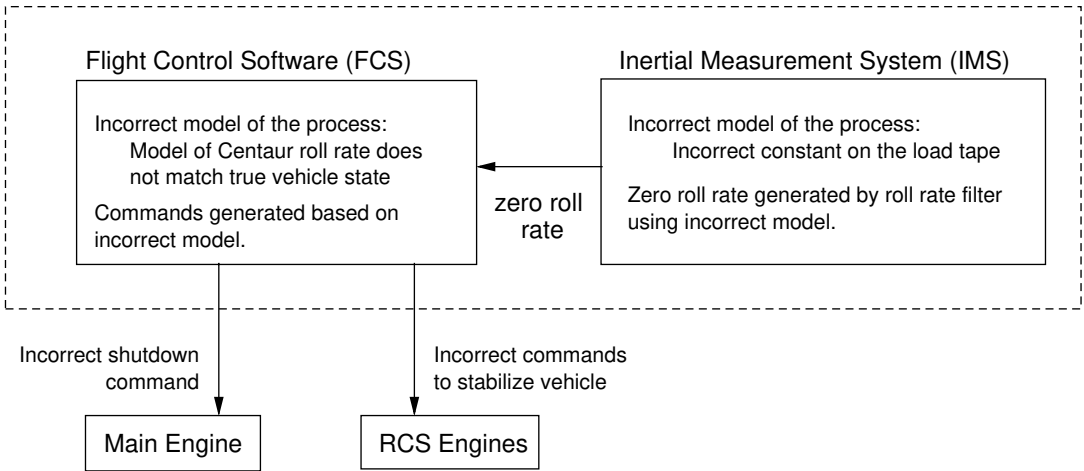 Flight Control Software (FCS)
Incorrect model of the process:
Model of Centaur roll rate does
not match true vehicle state
Commands generated based on
incorrect model.
zero roll
rate
Inertial Measurement System (IMS)
Incorrect model of the process:
Incorrect constant on the load tape
Zero roll rate generated by roll rate filter
using incorrect model.
Incorrect shutdown
command
Incorrect commands
to stabilize vehicle
Main Engine
RCS Engines